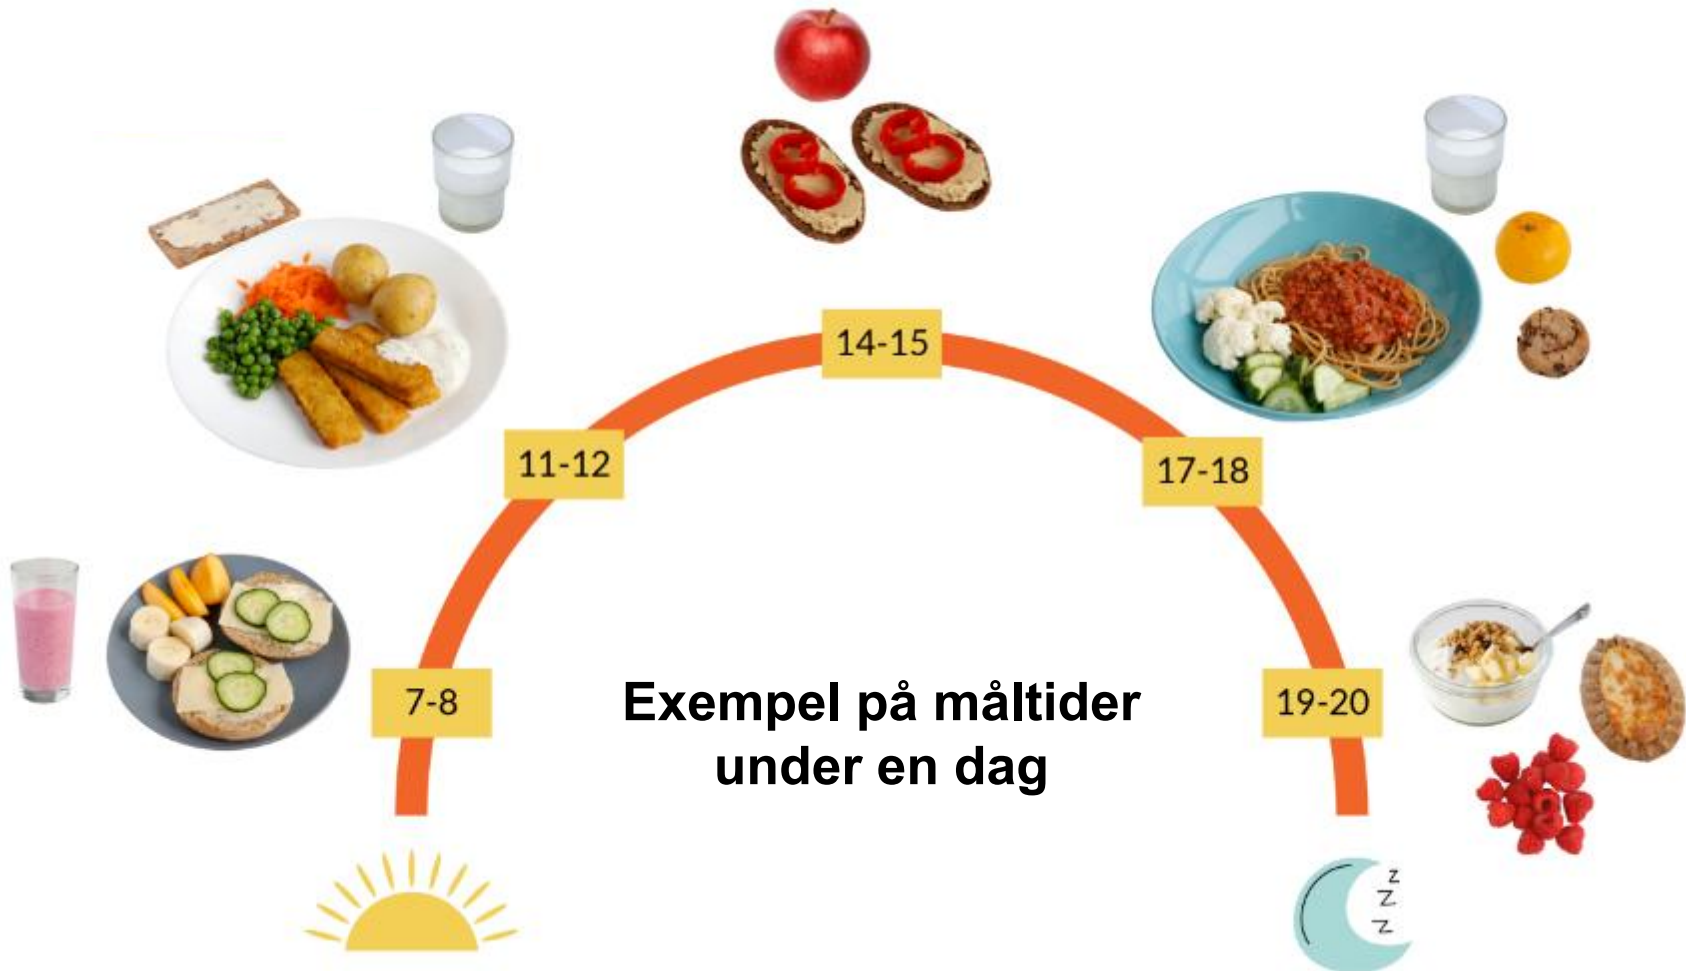 14-15
11-12
17-18
7-8
19-20
Exempel på måltider
under en dag
z
z
z